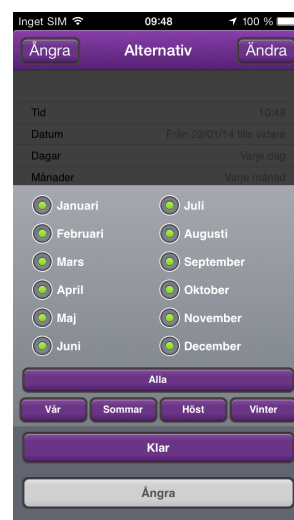 Inget SIM 09:48 100 %
Ångra Alternativ Ändra
Tid 10:48
Datum Från 22/01/14 tills vidare
Dagar Varje dag
Månader Varje månad
Januari Juli
Februari Augusti
Mars September
April Oktober
Maj November
Juni December
Alla
Vår Sommar Höst Vinter
Klar
Ångra